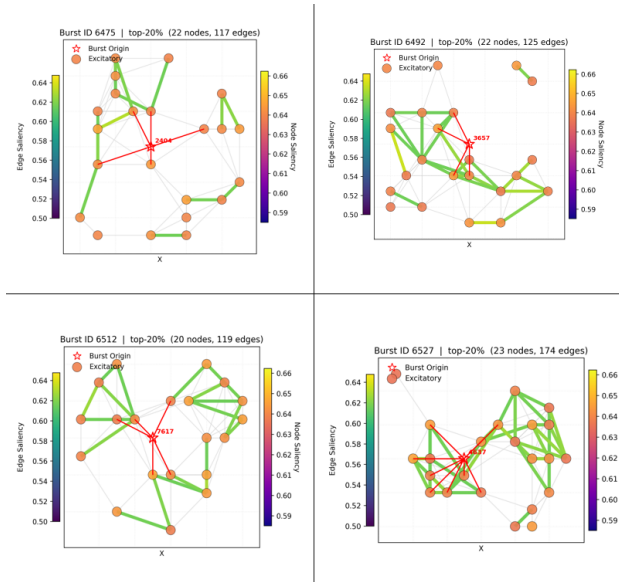 Burst ID 6475 | top-20% (22 nodes, 117 edges)
Burst Origin
Excitatory
2404
Edge Saliency
0.64
0.62
0.60
0.58
0.56
0.54
0.52
0.50
Node Saliency
0.66
0.65
0.64
0.63
0.62
0.61
0.60
0.59
X
Burst ID 6492 | top-20% (22 nodes, 125 edges)
Burst Origin
Excitatory
3657
Edge Saliency
0.64
0.62
0.60
0.58
0.56
0.54
0.52
0.50
Node Saliency
0.66
0.65
0.64
0.63
0.62
0.61
0.60
0.59
X
Burst ID 6512 | top-20% (20 nodes, 119 edges)
Burst Origin
Excitatory
7617
Edge Saliency
0.64
0.62
0.60
0.58
0.56
0.54
0.52
0.50
Node Saliency
0.66
0.65
0.64
0.63
0.62
0.61
0.60
0.59
X
Burst ID 6527 | top-20% (23 nodes, 174 edges)
Burst Origin
Excitatory
Edge Saliency
0.64
0.62
0.60
0.58
0.56
0.54
0.52
0.50
Node Saliency
0.66
0.65
0.64
0.63
0.62
0.61
0.60
0.59
X